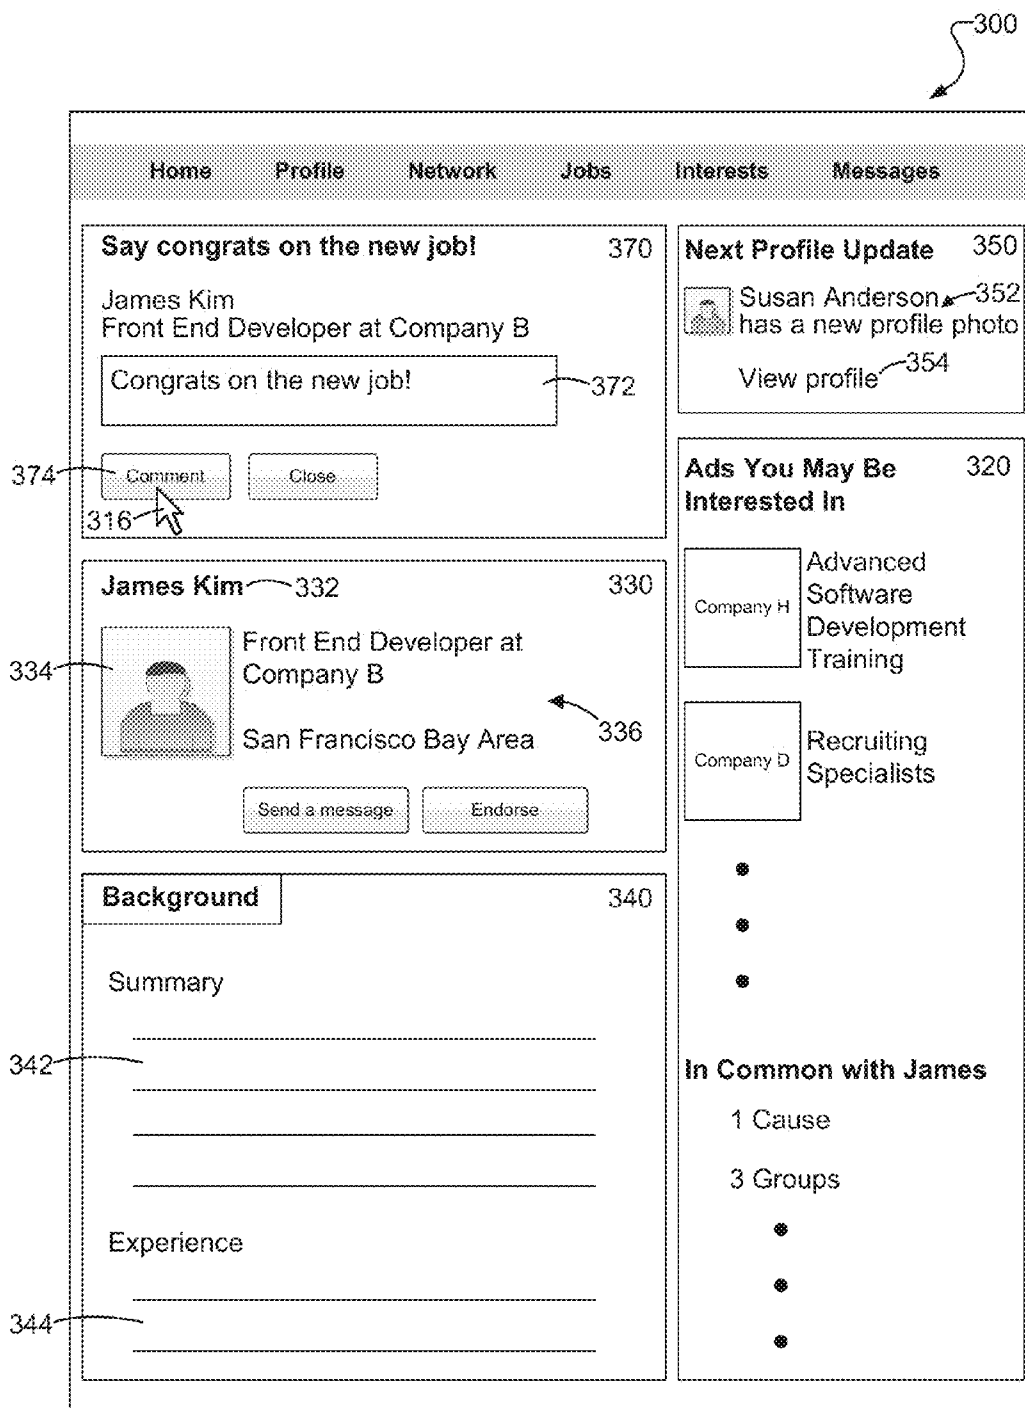 300
Home Profile Network Jobs Interests Messages
Say congrats on the new job! 370
James Kim
Front End Developer at Company B
Congrats on the new job!
372
374
Comment Close
316
James Kim 332 330
334
Front End Developer at
Company B
336
San Francisco Bay Area
Send a message Endorse
Background 340
Summary
342
Experience
344
Next Profile Update 350
Susan Anderson 352
has a new profile photo
View profile 354
Ads You May Be 320
Interested In
Company H
Advanced
Software
Development
Training
Company D
Recruiting
Specialists
In Common with James
1 Cause
3 Groups